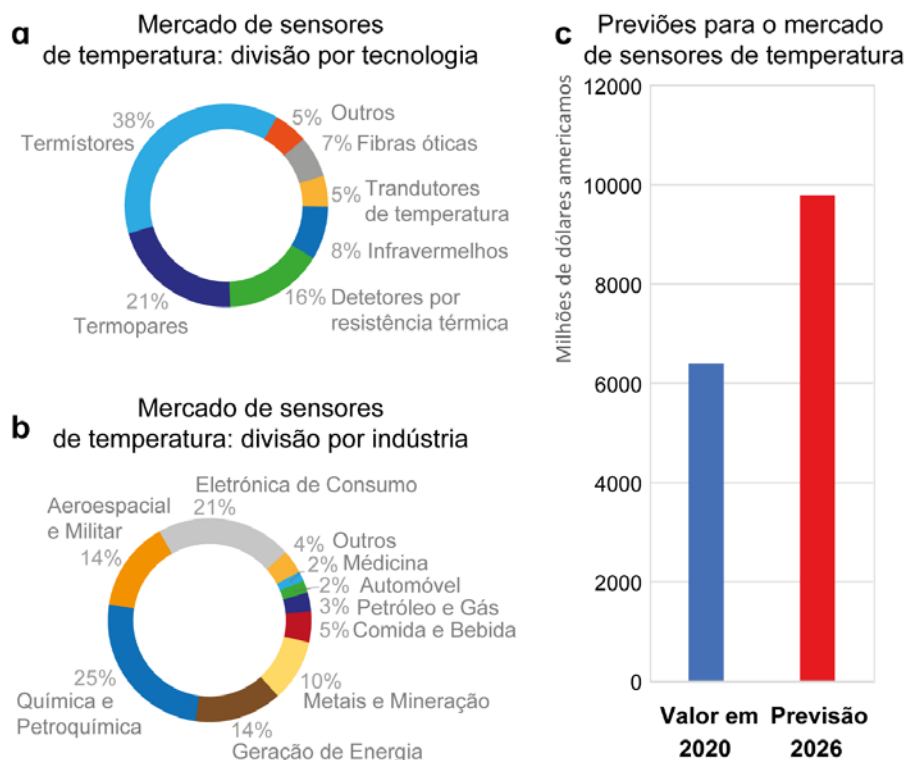 a
Mercado de sensores
de temperatura: divisão por tecnologia
38%
Termístores
5% Outros
7% Fibras óticas
5% Trandutores
de temperatura
8% Infravermelhos
16% Detetores por
resistência térmica
21%
Termopares
b
Mercado de sensores
de temperatura: divisão por indústria
Eletrónica de Consumo
21%
Aeroespacial
e Militar
14%
4% Outros
2% Médicina
2% Automóvel
3% Petróleo e Gás
5% Comida e Bebida
10%
Metais e Mineração
14%
Geração de Energia
25%
Química e
Petroquímica
c
Previões para o mercado
de sensores de temperatura
Milhões de dólares americamos
12000
10000
8000
6000
4000
2000
0
Valor em
2020
Previsão
2026